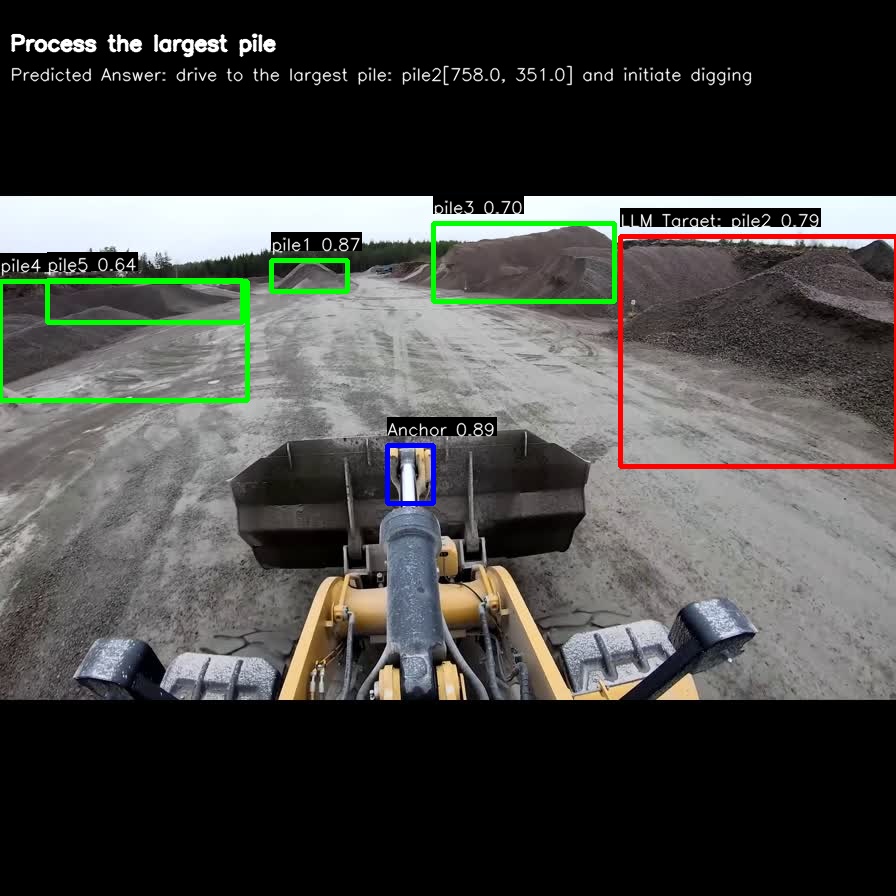 Process the largest pile
Predicted Answer: drive to the largest pile: pile2[758.0, 351.0] and initiate digging
pile3 0.70
LLM Target: pile2 0.79
pile1 0.87
pile4 pile5 0.64
Anchor 0.89